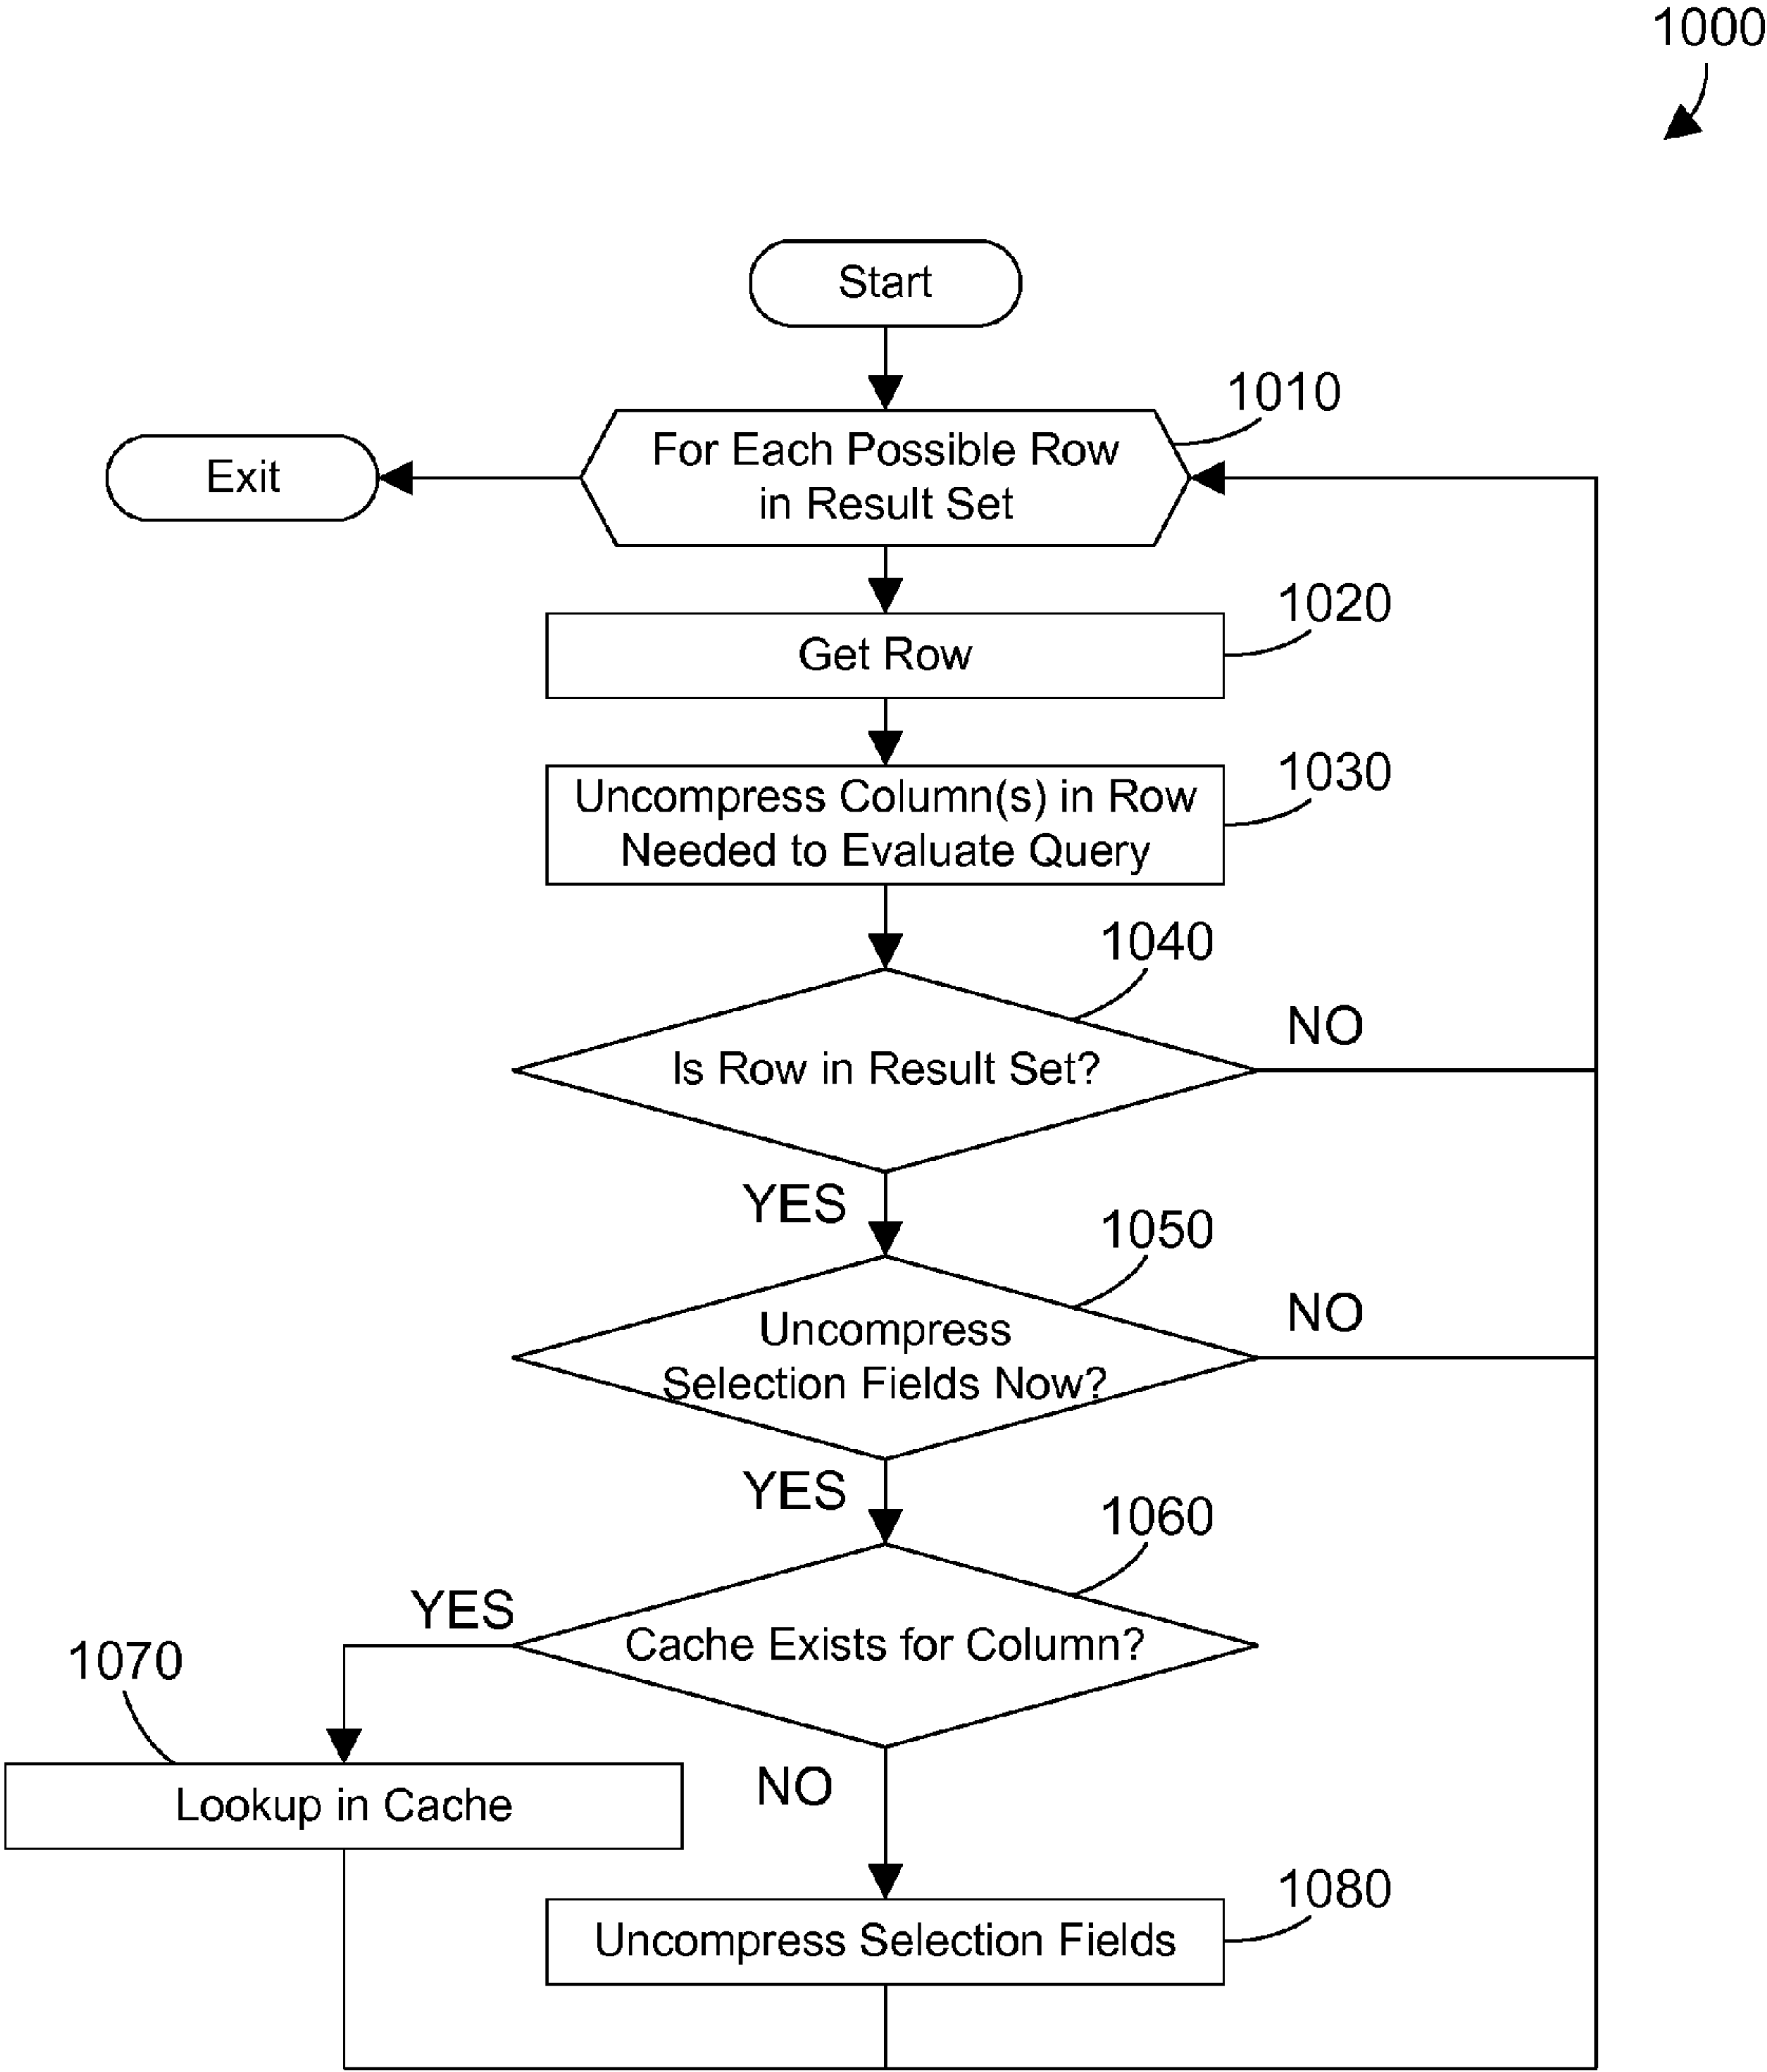 1000
Start
1010
For Each Possible Row
in Result Set
Exit
1020
Get Row
1030
Uncompress Column(s) in Row
Needed to Evaluate Query
1040
NO
Is Row in Result Set?
YES
1050
NO
Uncompress
Selection Fields Now?
YES
1060
YES
Cache Exists for Column?
1070
NO
Lookup in Cache
1080
Uncompress Selection Fields